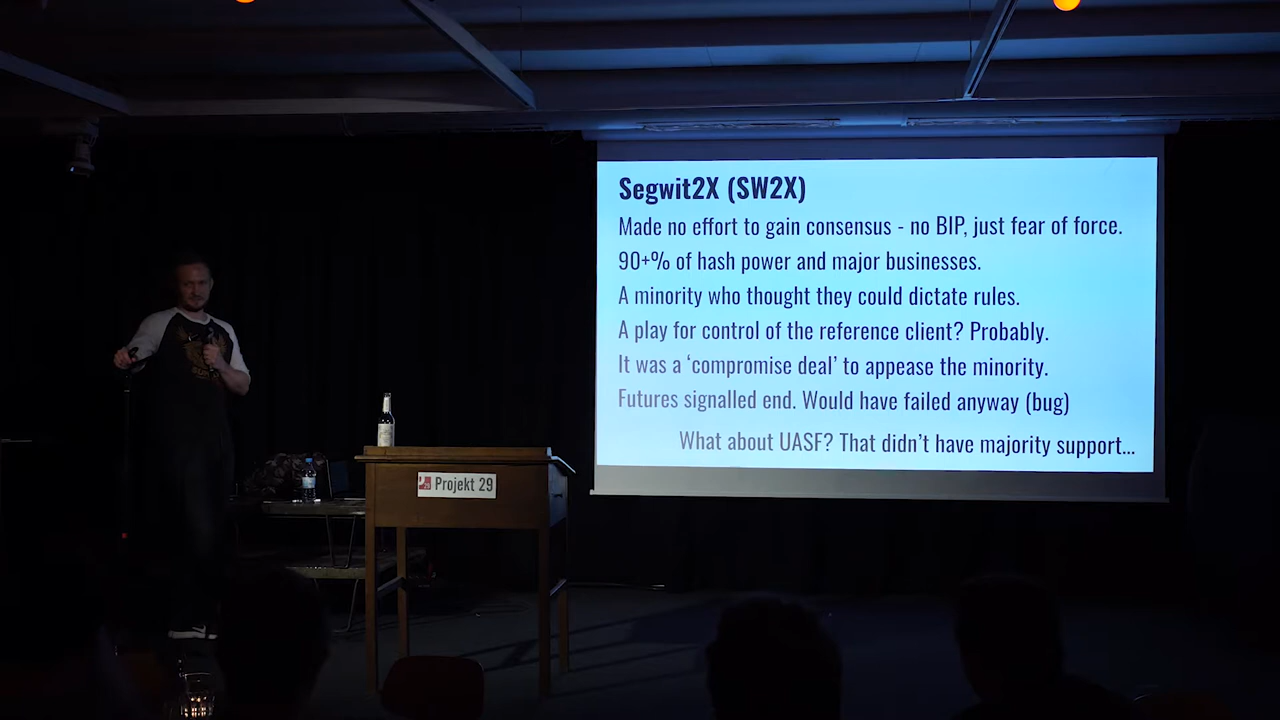 Segwit2X (SW2X)
Made no effort to gain consensus - no BIP, just fear of force.
90+% of hash power and major businesses.
A minority who thought they could dictate rules.
A play for control of the reference client? Probably.
It was a ‘compromise deal’ to appease the minority.
Futures signalled end. Would have failed anyway (bug)
What about UASF? That didn’t have majority support...
Projekt 29